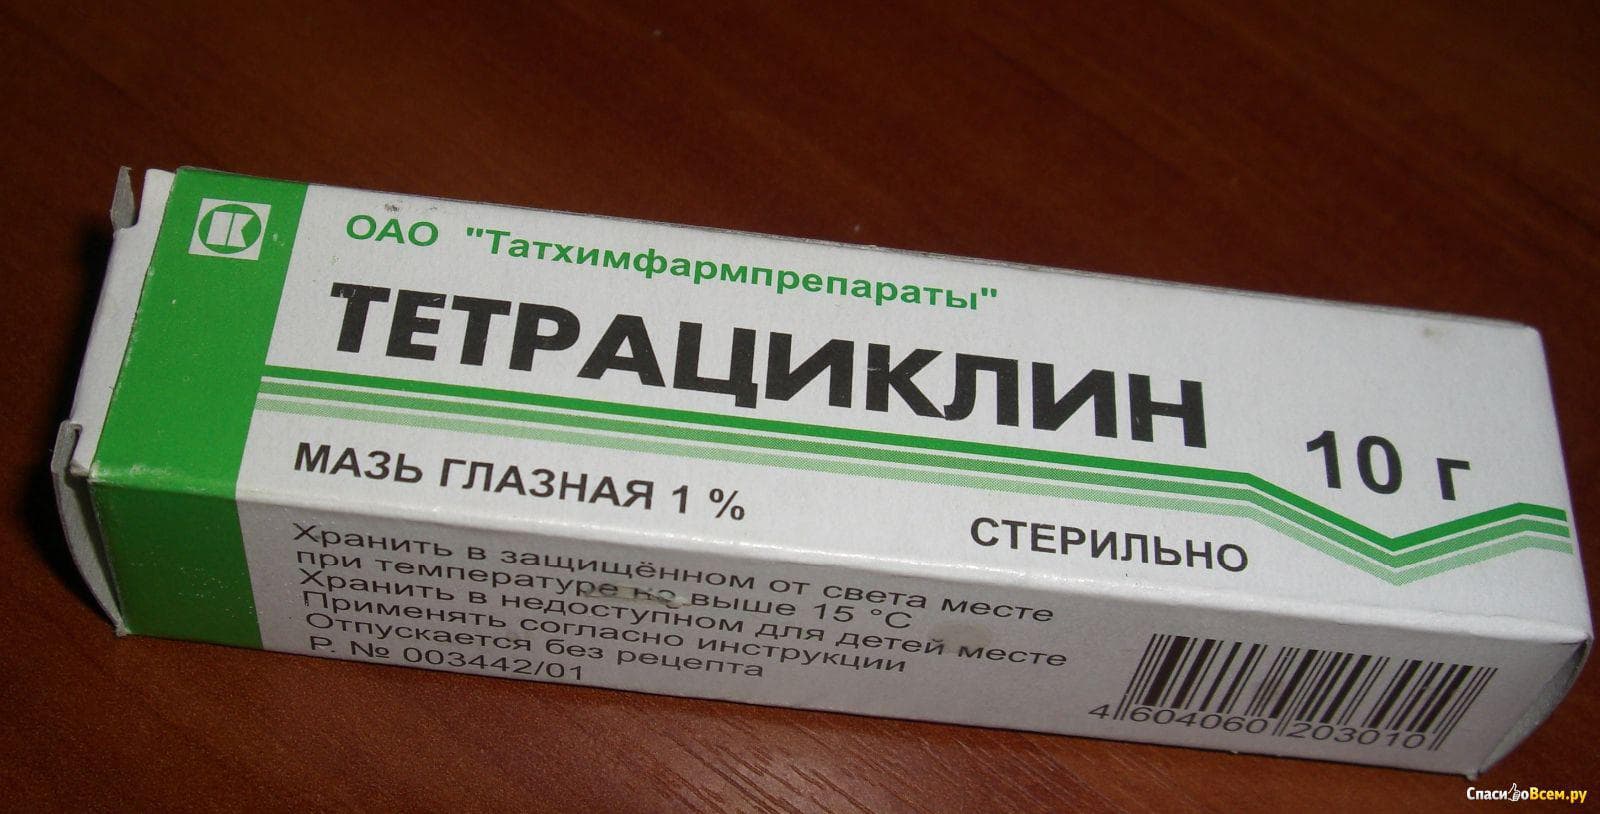 ОАО "Татхимфармпрепараты"
ТЕТРАЦИКЛИН
10 г
МАЗЬ ГЛАЗНАЯ 1 %
СТЕРИЛЬНО
Хранить в защищённом от света месте
при температуре не выше 15 °С
Хранить в недоступном для детей месте
Применять согласно инструкции
Отпускается без рецепта
Р. № 003442/01
4 604060 203010
СпасиbоВсем.ру